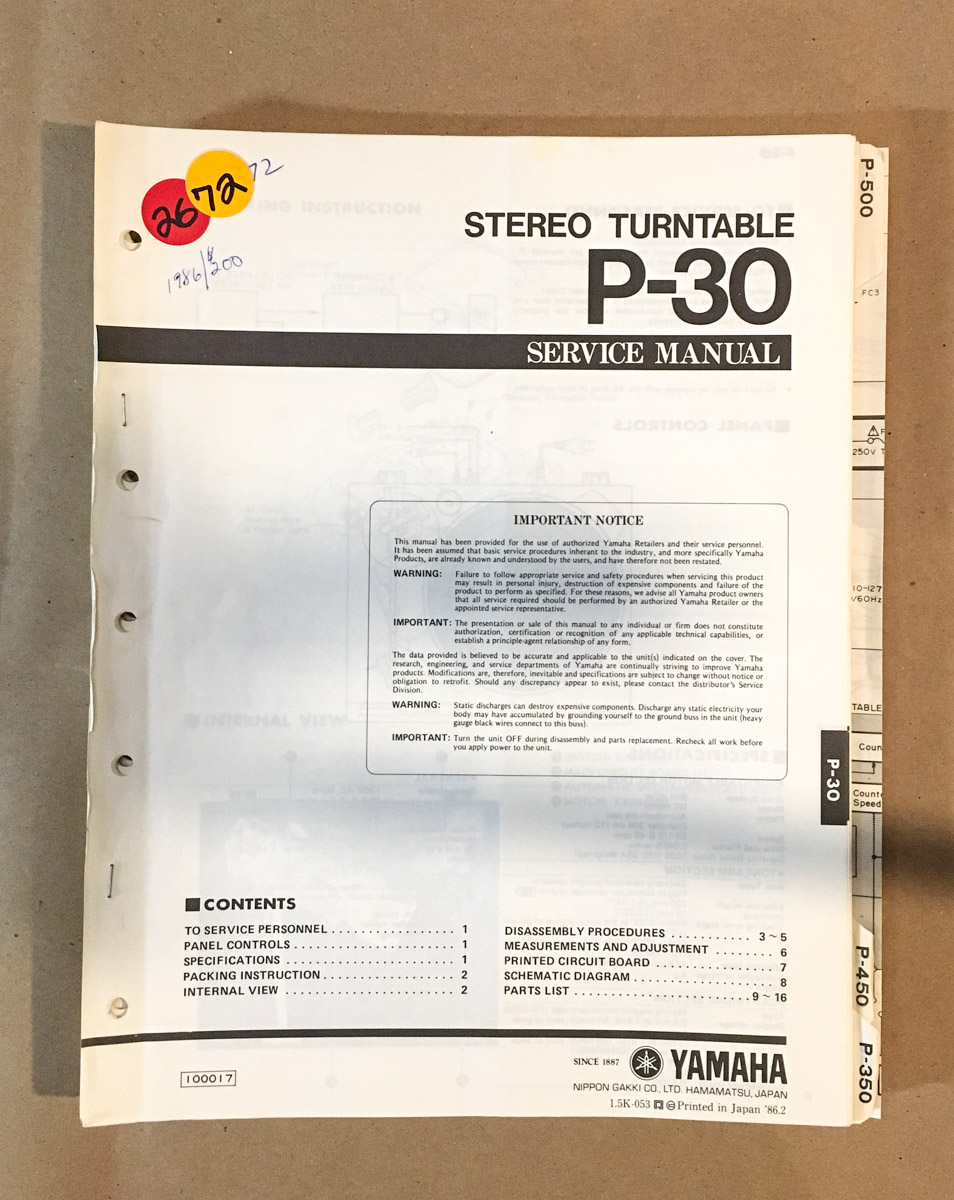 26 72 72
1986/$200
STEREO TURNTABLE
P-30
SERVICE MANUAL
IMPORTANT NOTICE
This manual has been provided for the use of authorized Yamaha Retailers and their service personnel.
It has been assumed that basic service procedures inherant to the industry, and more specifically Yamaha
Products, are already known and understood by the users, and have therefore not been restated.
WARNING: Failure to follow appropriate service and safety procedures when servicing this product
may result in personal injury, destruction of expensive components and failure of the
product to perform as specified. For these reasons, we advise all Yamaha product owners
that all service required should be performed by an authorized Yamaha Retailer or the
appointed service representative.
IMPORTANT: The presentation or sale of this manual to any individual or firm does not constitute
authorization, certification or recognition of any applicable technical capabilities, or
establish a principle-agent relationship of any form.
The data provided is believed to be accurate and applicable to the unit(s) indicated on the cover. The
research, engineering, and service departments of Yamaha are continually striving to improve Yamaha
products. Modifications are, therefore, inevitable and specifications are subject to change without notice or
obligation to retrofit. Should any discrepancy appear to exist, please contact the distributor's Service
Division.
WARNING: Static discharges can destroy expensive components. Discharge any static electricity your
body may have accumulated by grounding yourself to the ground buss in the unit (heavy
gauge black wires connect to this buss).
IMPORTANT: Turn the unit OFF during disassembly and parts replacement. Recheck all work before
you apply power to the unit.
■ CONTENTS
TO SERVICE PERSONNEL . . . . . . . . . . . . . . . . 1
PANEL CONTROLS . . . . . . . . . . . . . . . . . . . . . 1
SPECIFICATIONS . . . . . . . . . . . . . . . . . . . . . . 1
PACKING INSTRUCTION . . . . . . . . . . . . . . . . . 2
INTERNAL VIEW . . . . . . . . . . . . . . . . . . . . . . 2
DISASSEMBLY PROCEDURES . . . . . . . . . . . 3 ~ 5
MEASUREMENTS AND ADJUSTMENT . . . . . . . . 6
PRINTED CIRCUIT BOARD . . . . . . . . . . . . . . . 7
SCHEMATIC DIAGRAM . . . . . . . . . . . . . . . . . . 8
PARTS LIST . . . . . . . . . . . . . . . . . . . . . . . 9 ~ 16
100017
SINCE 1887 YAMAHA
NIPPON GAKKI CO., LTD. HAMAMATSU, JAPAN
1.5K-053 Printed in Japan '86.2
P-500
FC3
250V T
10-127
V60Hz
TABLE
P-30
Coun
Counte
Speed
P-450
P-350